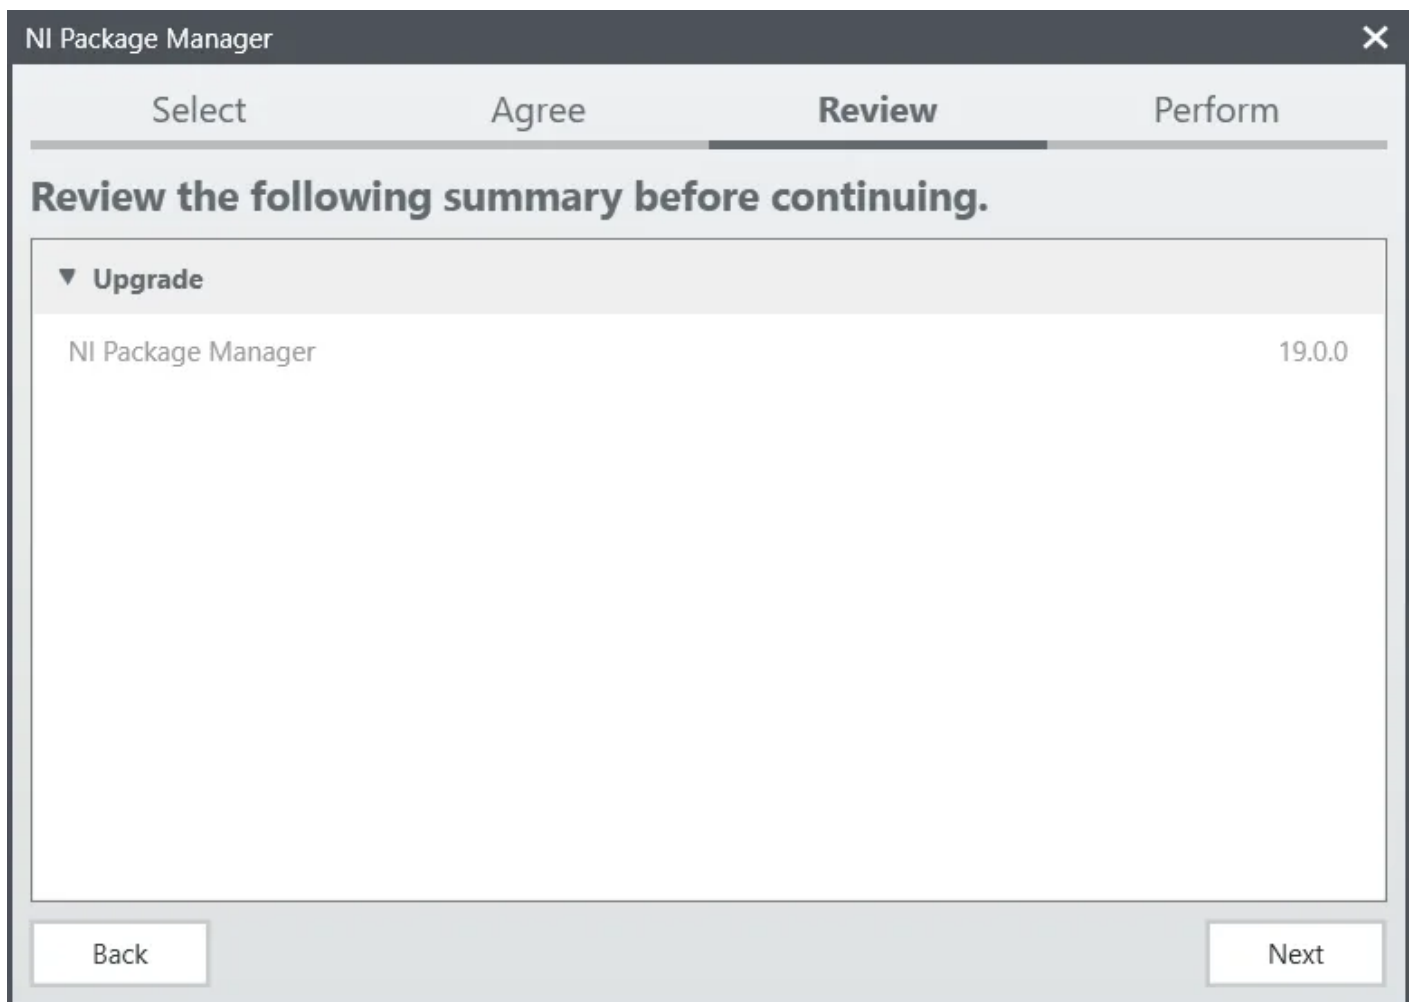 NI Package Manager
Select Agree Review Perform
Review the following summary before continuing.
Upgrade
NI Package Manager 19.0.0
Back Next